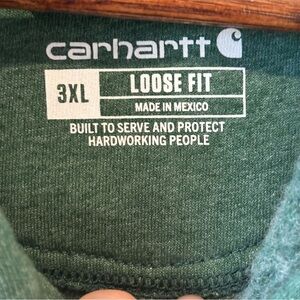 carhartt
3XL
LOOSE FIT
MADE IN MEXICO
BUILT TO SERVE AND PROTECT
HARDWORKING PEOPLE